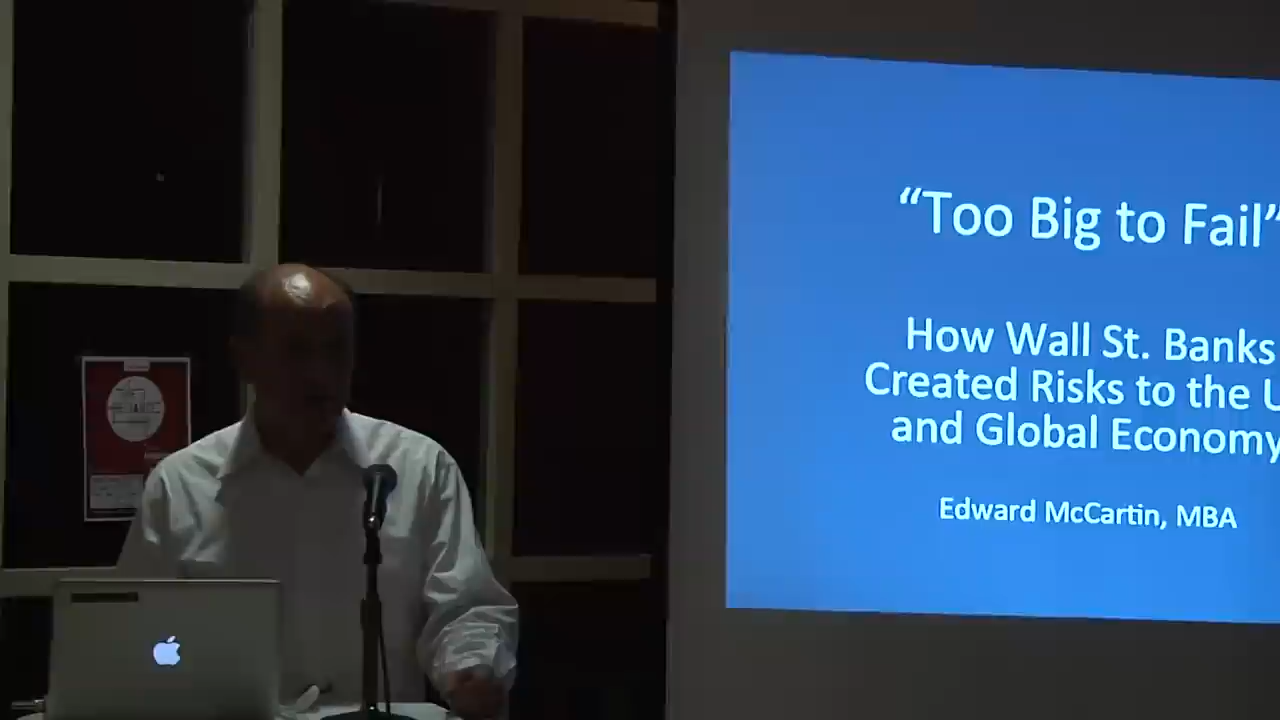 “Too Big to Fail”
How Wall St. Banks
Created Risks to the U
and Global Economy
Edward McCartin, MBA